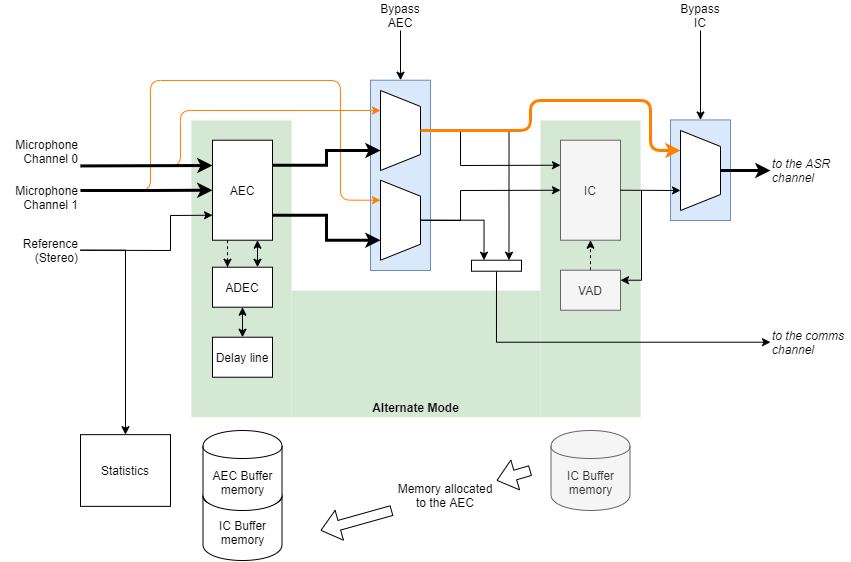 Bypass
AEC
Bypass
IC
Microphone
Channel 0
Microphone
Channel 1
Reference
(Stereo)
AEC
ADEC
Delay line
IC
VAD
to the ASR
channel
to the comms
channel
Alternate Mode
Statistics
AEC Buffer
memory
IC Buffer
memory
Memory allocated
to the AEC
IC Buffer
memory